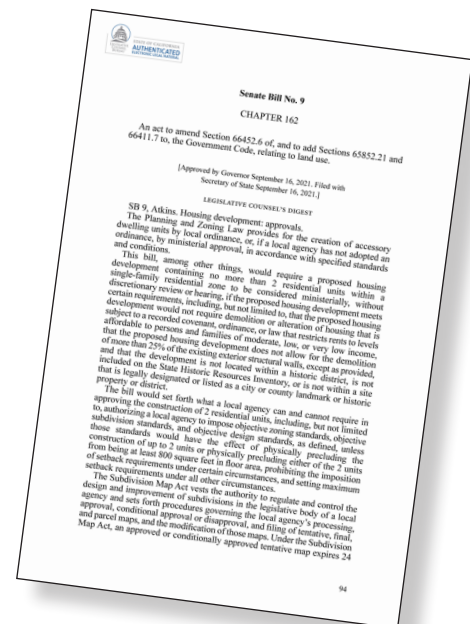 STATE OF CALIFORNIA
AUTHENTICATED
ELECTRONIC LEGAL MATERIAL
Senate Bill No. 9
CHAPTER 162
An act to amend Section 66452.6 of, and to add Sections 65852.21 and
66411.7 to, the Government Code, relating to land use.
[Approved by Governor September 16, 2021. Filed with
Secretary of State September 16, 2021.]
LEGISLATIVE COUNSEL'S DIGEST
SB 9, Atkins. Housing development: approvals.
The Planning and Zoning Law provides for the creation of accessory
dwelling units by local ordinance, or, if a local agency has not adopted an
ordinance, by ministerial approval, in accordance with specified standards
and conditions.
This bill, among other things, would require a proposed housing
development containing no more than 2 residential units within a
single-family residential zone to be considered ministerially, without
discretionary review or hearing, if the proposed housing development meets
certain requirements, including, but not limited to, that the proposed housing
development would not require demolition or alteration of housing that is
subject to a recorded covenant, ordinance, or law that restricts rents to levels
affordable to persons and families of moderate, low, or very low income,
that the proposed housing development does not allow for the demolition
of more than 25% of the existing exterior structural walls, except as provided,
and that the development is not located within a historic district, is not
included on the State Historic Resources Inventory, or is not within a site
that is legally designated or listed as a city or county landmark or historic
property or district.
The bill would set forth what a local agency can and cannot require in
approving the construction of 2 residential units, including, but not limited
to, authorizing a local agency to impose objective zoning standards, objective
subdivision standards, and objective design standards, as defined, unless
those standards would have the effect of physically precluding the
construction of up to 2 units or physically precluding either of the 2 units
from being at least 800 square feet in floor area, prohibiting the imposition
of setback requirements under certain circumstances, and setting maximum
setback requirements under all other circumstances.
The Subdivision Map Act vests the authority to regulate and control the
design and improvement of subdivisions in the legislative body of a local
agency and sets forth procedures governing the local agency's processing,
approval, conditional approval or disapproval, and filing of tentative, final,
and parcel maps, and the modification of those maps. Under the Subdivision
Map Act, an approved or conditionally approved tentative map expires 24
94